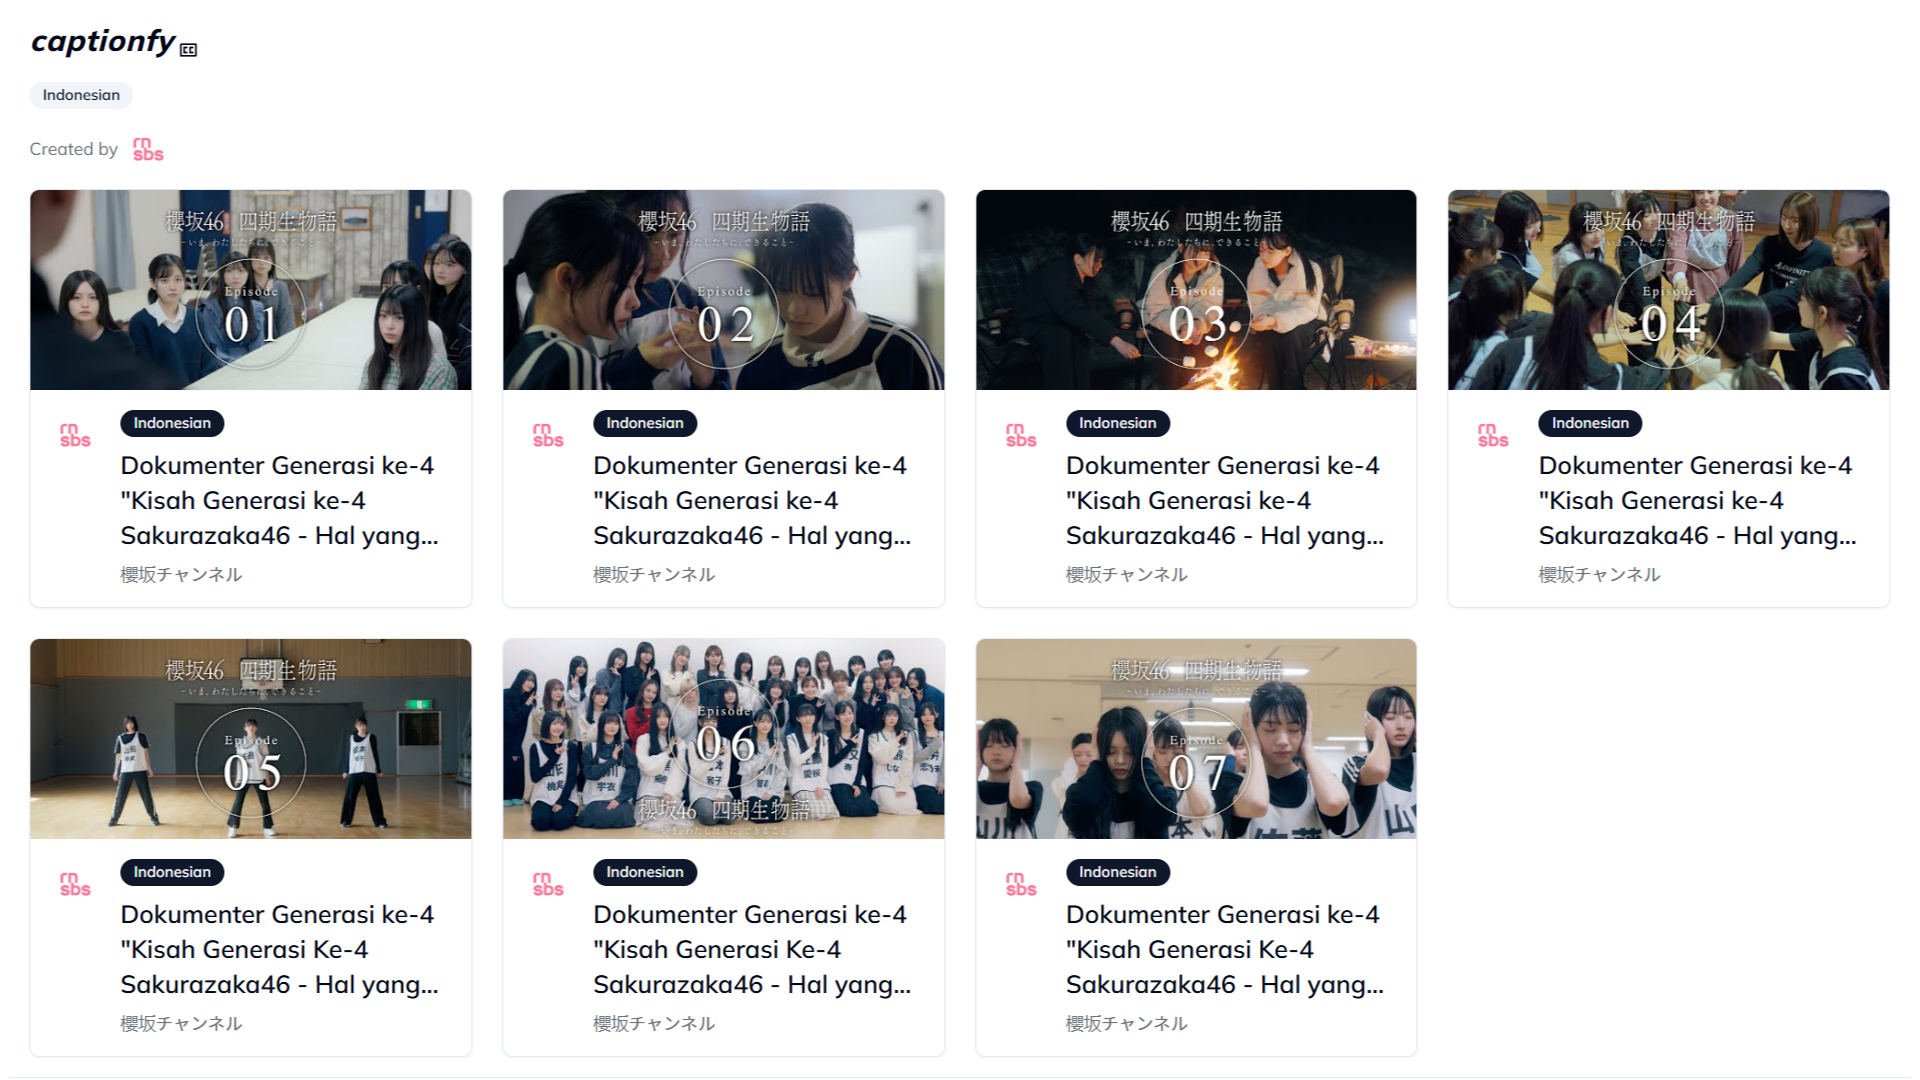 captionfy CC
Indonesian
Created by rn sbs
櫻坂46 四期生物語
-いま、わたしたちに、できること-
Episode
01
櫻坂46 四期生物語
-いま、わたしたちに、できること-
Episode
02
櫻坂46 四期生物語
-いま、わたしたちに、できること-
Episode
03
櫻坂46 四期生物語
-いま、わたしたちに、できること-
Episode
04
rn
sbs
Indonesian
Dokumenter Generasi ke-4
"Kisah Generasi ke-4
Sakurazaka46 - Hal yang...
櫻坂チャンネル
rn
sbs
Indonesian
Dokumenter Generasi ke-4
"Kisah Generasi ke-4
Sakurazaka46 - Hal yang...
櫻坂チャンネル
rn
sbs
Indonesian
Dokumenter Generasi ke-4
"Kisah Generasi ke-4
Sakurazaka46 - Hal yang...
櫻坂チャンネル
rn
sbs
Indonesian
Dokumenter Generasi ke-4
"Kisah Generasi ke-4
Sakurazaka46 - Hal yang...
櫻坂チャンネル
櫻坂46 四期生物語
-いま、わたしたちに、できること-
Episode
05
Episode
06
櫻坂46 四期生物語
-いま、わたしたちに、できること-
櫻坂46 四期生物語
-いま、わたしたちに、できること-
Episode
07
rn
sbs
Indonesian
Dokumenter Generasi ke-4
"Kisah Generasi Ke-4
Sakurazaka46 - Hal yang...
櫻坂チャンネル
rn
sbs
Indonesian
Dokumenter Generasi ke-4
"Kisah Generasi Ke-4
Sakurazaka46 - Hal yang...
櫻坂チャンネル
rn
sbs
Indonesian
Dokumenter Generasi ke-4
"Kisah Generasi Ke-4
Sakurazaka46 - Hal yang...
櫻坂チャンネル